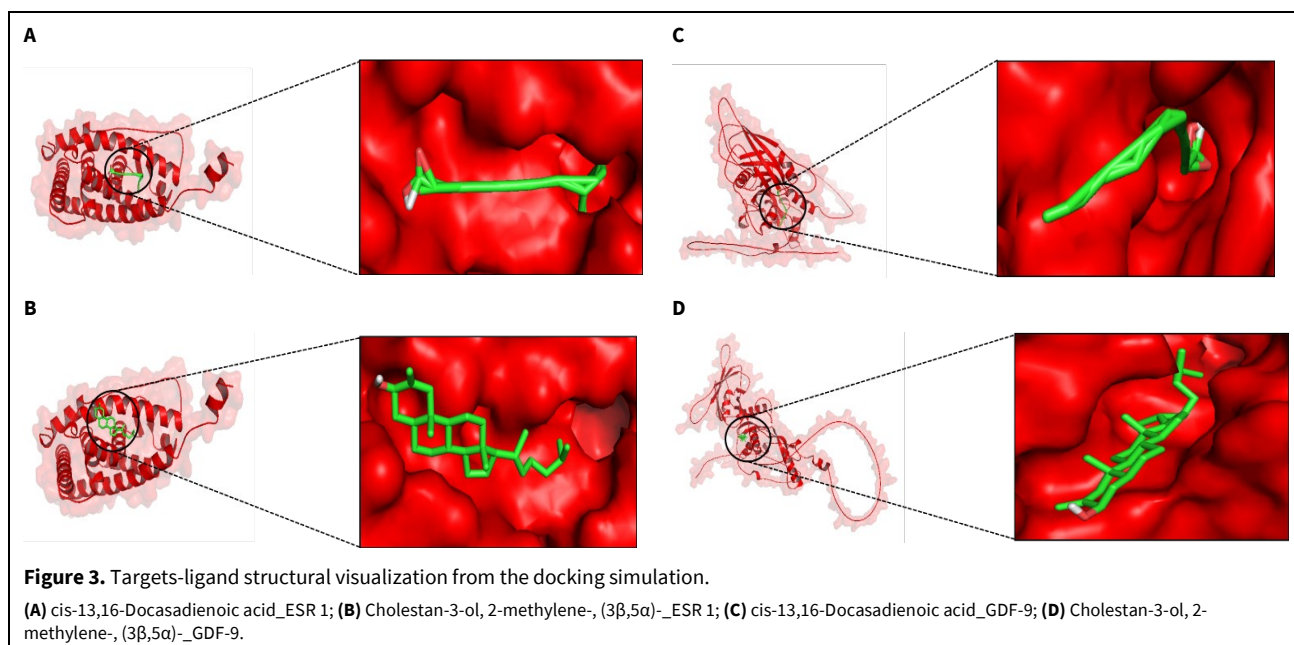 A
C
B
D
Figure 3. Targets-ligand structural visualization from the docking simulation.
(A) cis-13,16-Docasadienoic acid_ESR 1; (B) Cholestan-3-ol, 2-methylene-, (3β,5α)-_ESR 1; (C) cis-13,16-Docasadienoic acid_GDF-9; (D) Cholestan-3-ol, 2-
methylene-, (3β,5α)-_GDF-9.